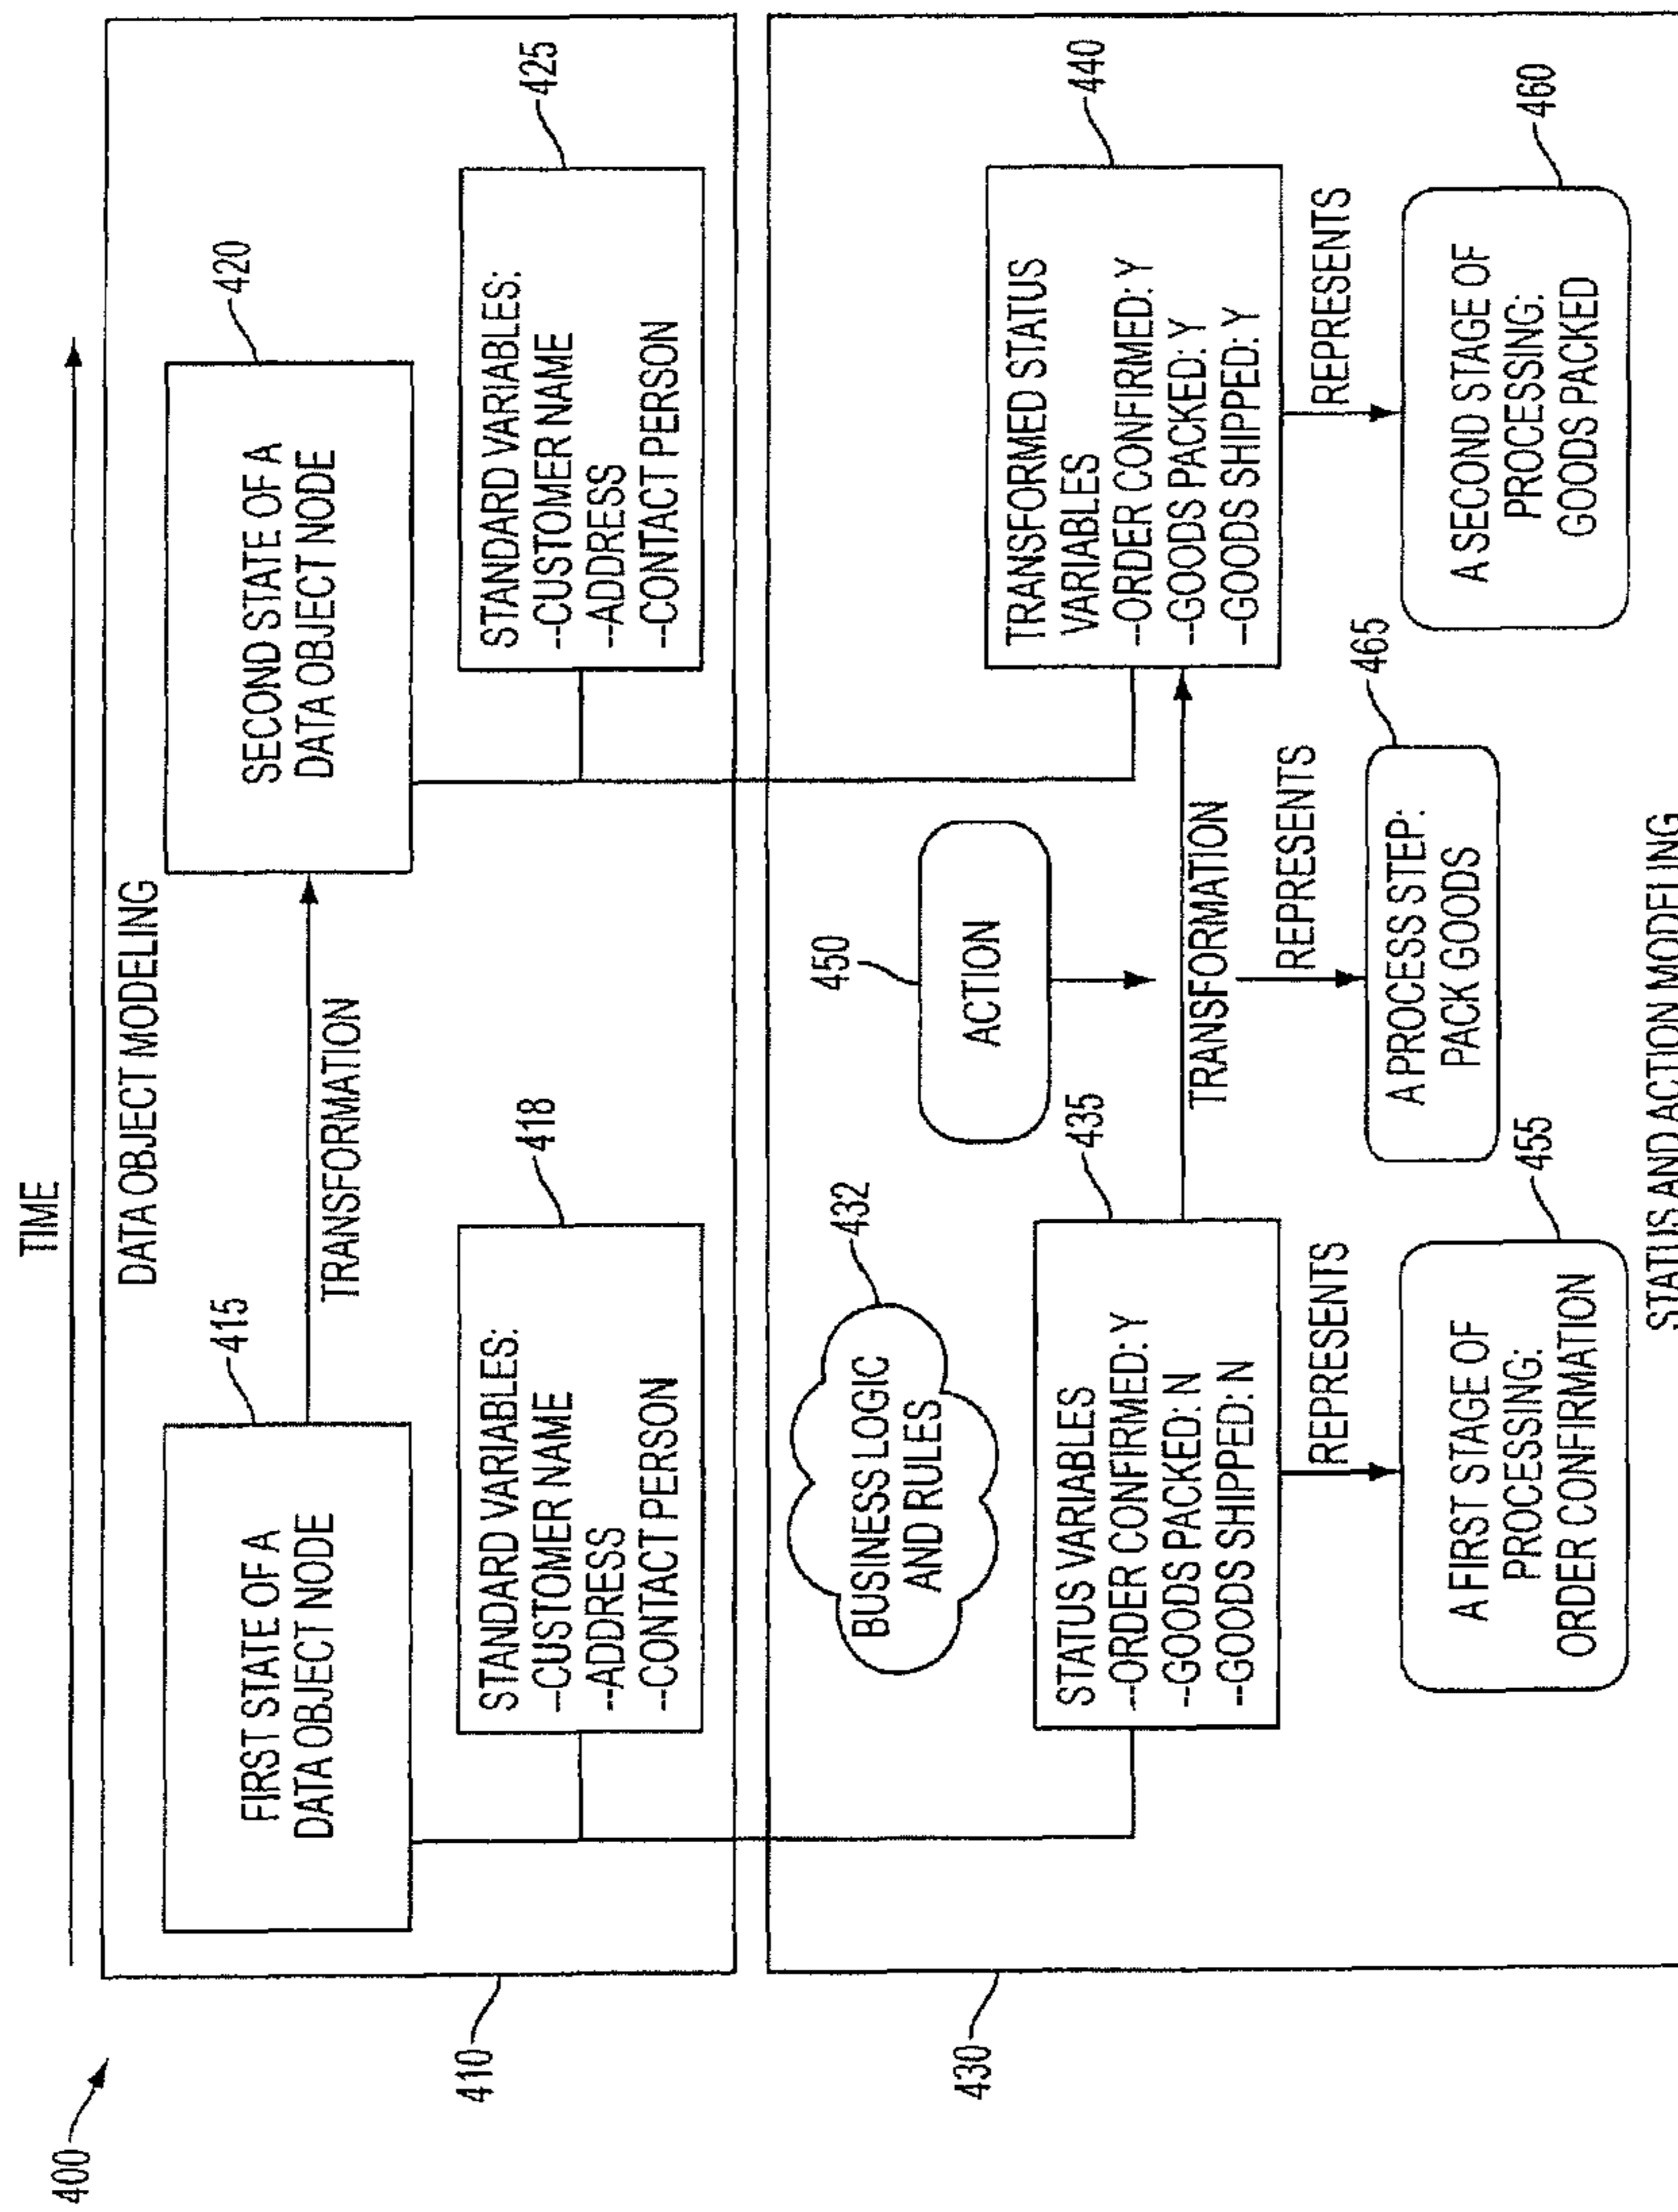 400
TIME
410
DATA OBJECT MODELING
415
FIRST STATE OF A
DATA OBJECT NODE
TRANSFORMATION
420
SECOND STATE OF A
DATA OBJECT NODE
418
STANDARD VARIABLES:
--CUSTOMER NAME
--ADDRESS
--CONTACT PERSON
425
STANDARD VARIABLES:
--CUSTOMER NAME
--ADDRESS
--CONTACT PERSON
430
432
BUSINESS LOGIC
AND RULES
450
ACTION
435
STATUS VARIABLES
--ORDER CONFIRMED: Y
--GOODS PACKED: N
--GOODS SHIPPED: N
TRANSFORMATION
440
TRANSFORMED STATUS
VARIABLES
--ORDER CONFIRMED: Y
--GOODS PACKED: Y
--GOODS SHIPPED: Y
REPRESENTS
REPRESENTS
REPRESENTS
455
A FIRST STAGE OF
PROCESSING:
ORDER CONFIRMATION
465
A PROCESS STEP:
PACK GOODS
460
A SECOND STAGE OF
PROCESSING:
GOODS PACKED
STATUS AND ACTION MODELING